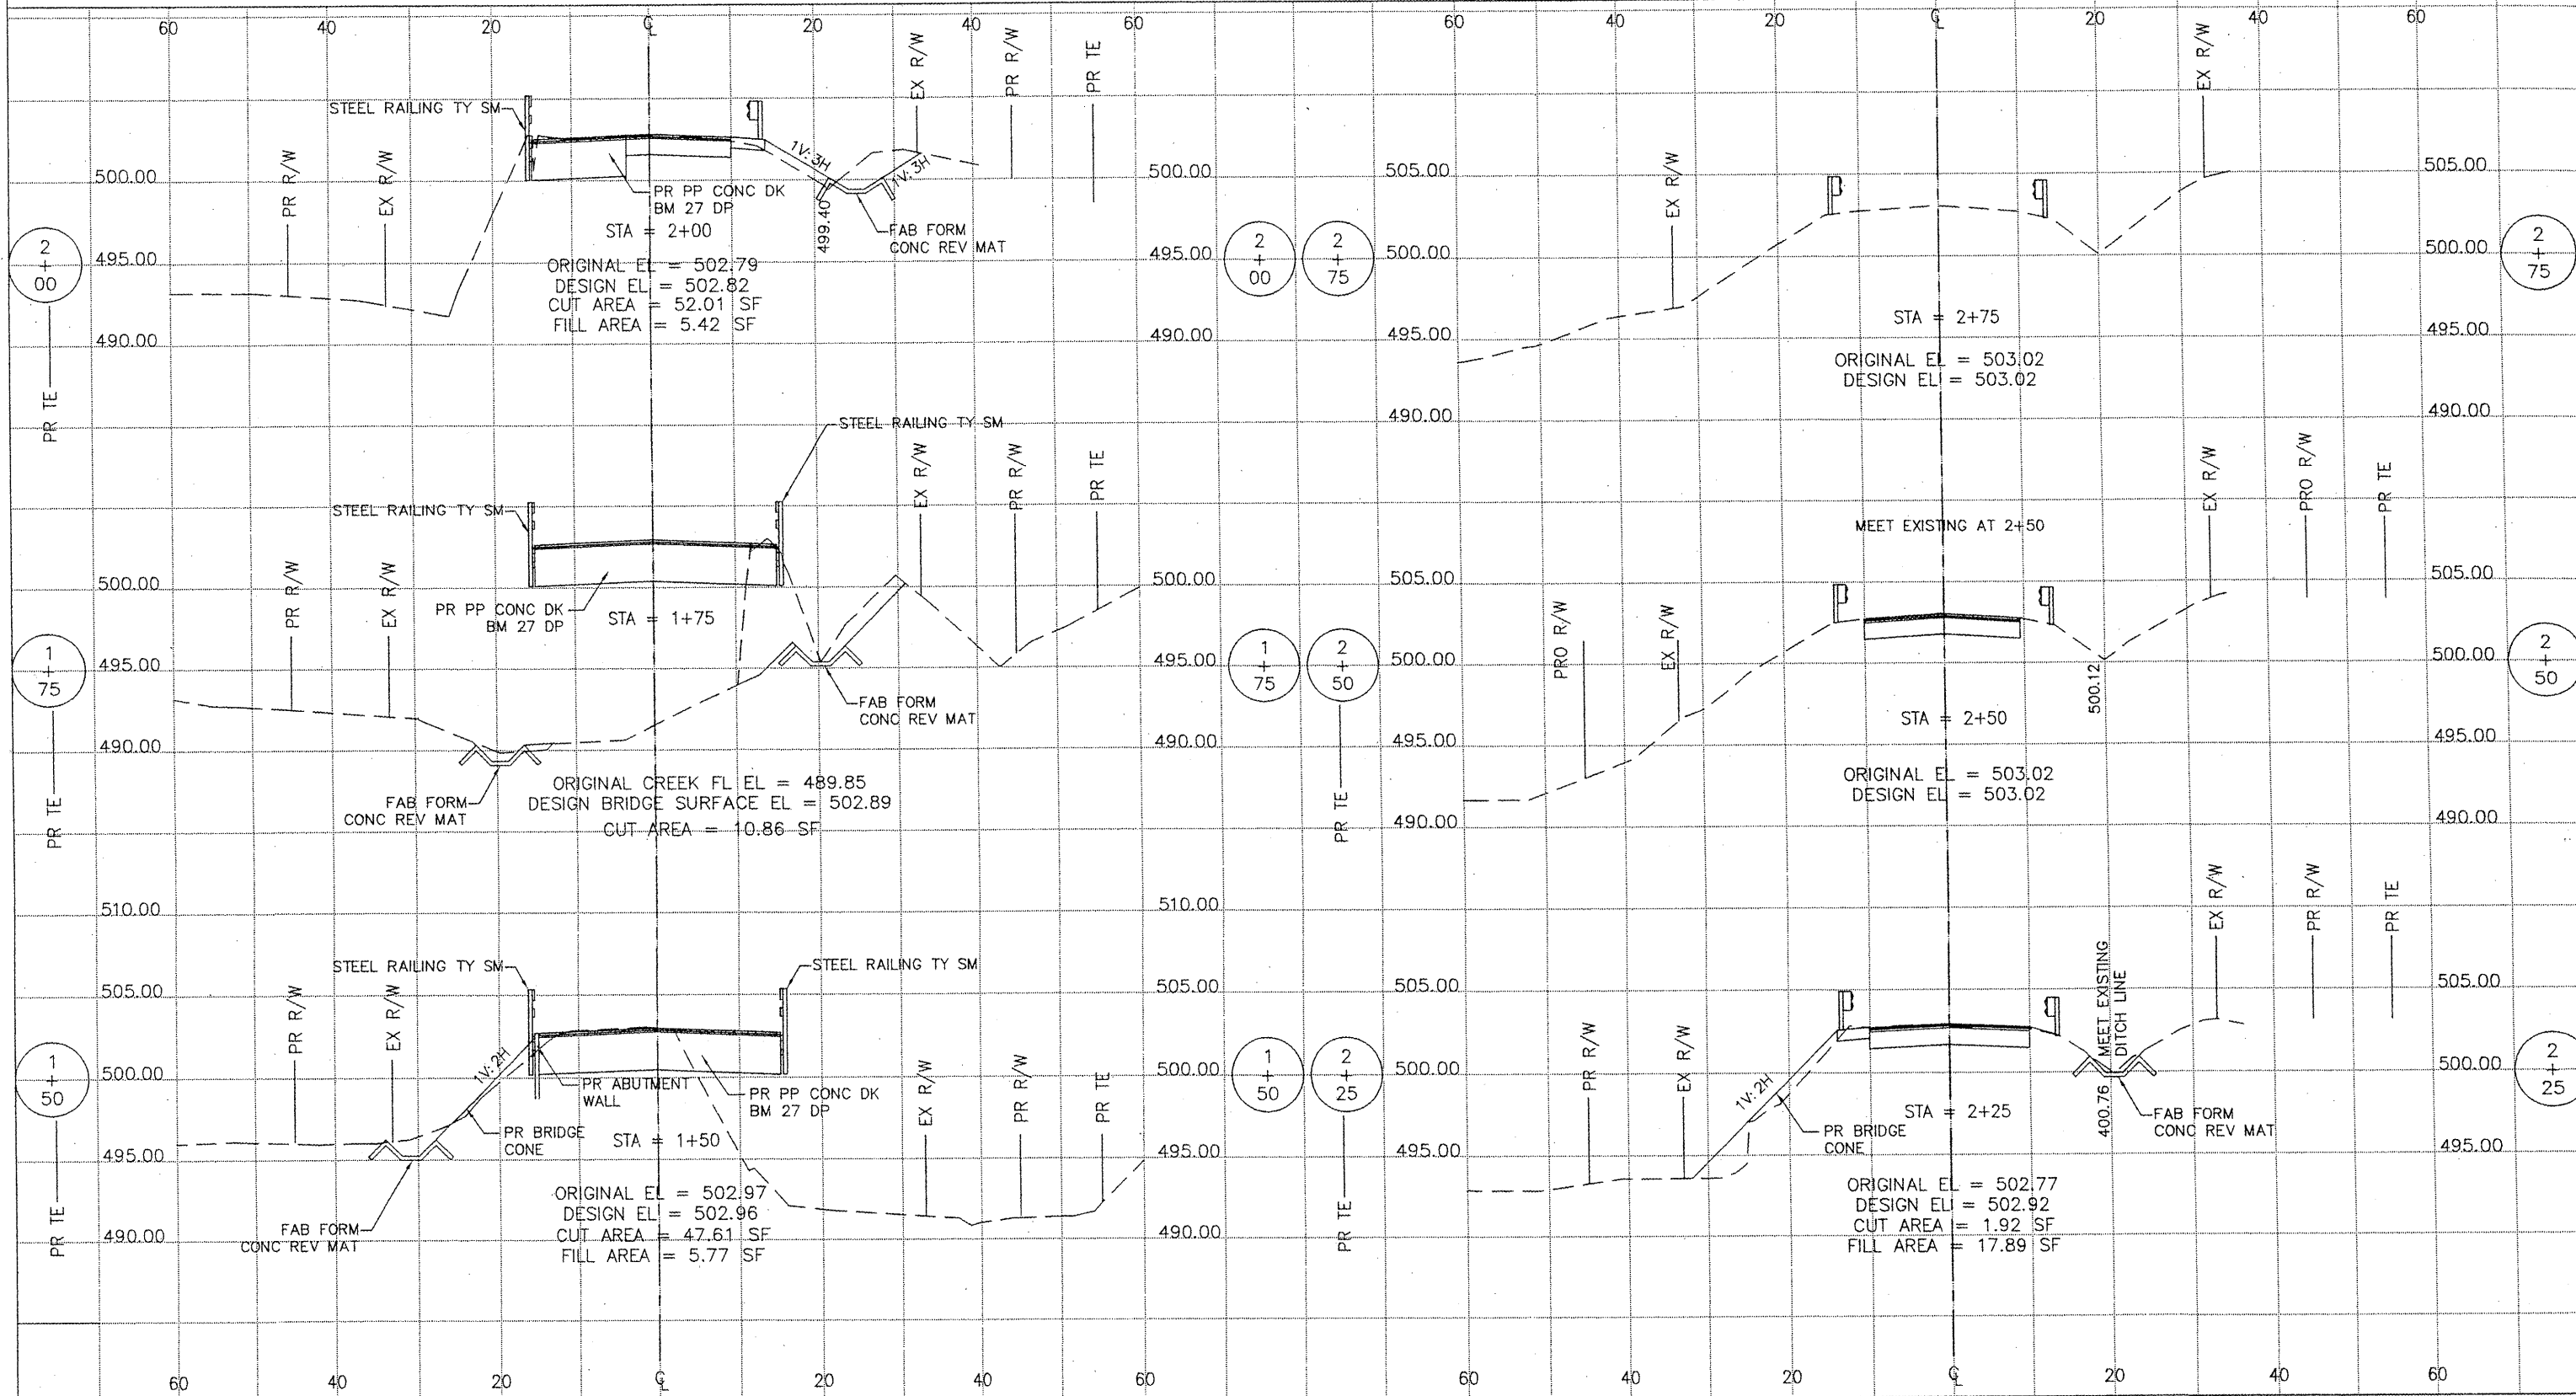 60 40 20 ℄ 20 40 60 60 40 20 ℄ 20 40 60
STEEL RAILING TY SM
PR R/W
EX R/W
EX R/W
PR R/W
PR TE
1V:3H
1V:3H
500.00
500.00
PR PP CONC DK
BM 27 DP
499.40
FAB FORM
CONC REV MAT
STA = 2+00
2
+
00
495.00
495.00
2
+
00
ORIGINAL EL = 502.79
DESIGN EL = 502.82
CUT AREA = 52.01 SF
FILL AREA = 5.42 SF
490.00
490.00
PR TE
STEEL RAILING TY SM
STEEL RAILING TY SM
PR R/W
EX R/W
EX R/W
PR R/W
PR TE
500.00
500.00
PR PP CONC DK
BM 27 DP
STA = 1+75
1
+
75
495.00
495.00
1
+
75
FAB FORM
CONC REV MAT
490.00
490.00
ORIGINAL CREEK FL EL = 489.85
DESIGN BRIDGE SURFACE EL = 502.89
CUT AREA = 10.86 SF
FAB FORM
CONC REV MAT
PR TE
510.00
510.00
STEEL RAILING TY SM
STEEL RAILING TY SM
505.00
505.00
PR R/W
EX R/W
1V:2H
EX R/W
PR R/W
PR TE
1
+
50
500.00
500.00
1
+
50
PR ABUTMENT
WALL
PR PP CONC DK
BM 27 DP
PR BRIDGE
CONE
STA = 1+50
495.00
495.00
ORIGINAL EL = 502.97
DESIGN EL = 502.96
CUT AREA = 47.61 SF
FILL AREA = 5.77 SF
FAB FORM
CONC REV MAT
490.00
490.00
PR TE
EX R/W
EX R/W
505.00
505.00
2
+
75
500.00
500.00
2
+
75
STA = 2+75
495.00
495.00
ORIGINAL EL = 503.02
DESIGN EL = 503.02
490.00
490.00
EX R/W
PRO R/W
PR TE
MEET EXISTING AT 2+50
505.00
505.00
PRO R/W
EX R/W
2
+
50
500.00
500.00
2
+
50
500.12
STA = 2+50
495.00
495.00
ORIGINAL EL = 503.02
DESIGN EL = 503.02
490.00
490.00
PR TE
EX R/W
PR R/W
PR TE
505.00
505.00
MEET EXISTING
DITCH LINE
PR R/W
EX R/W
2
+
25
500.00
500.00
2
+
25
1V:2H
400.76
STA = 2+25
FAB FORM
CONC REV MAT
PR BRIDGE
CONE
495.00
495.00
ORIGINAL EL = 502.77
DESIGN EL = 502.92
CUT AREA = 1.92 SF
FILL AREA = 17.89 SF
PR TE
60 40 20 ℄ 20 40 60 60 40 20 ℄ 20 40 60